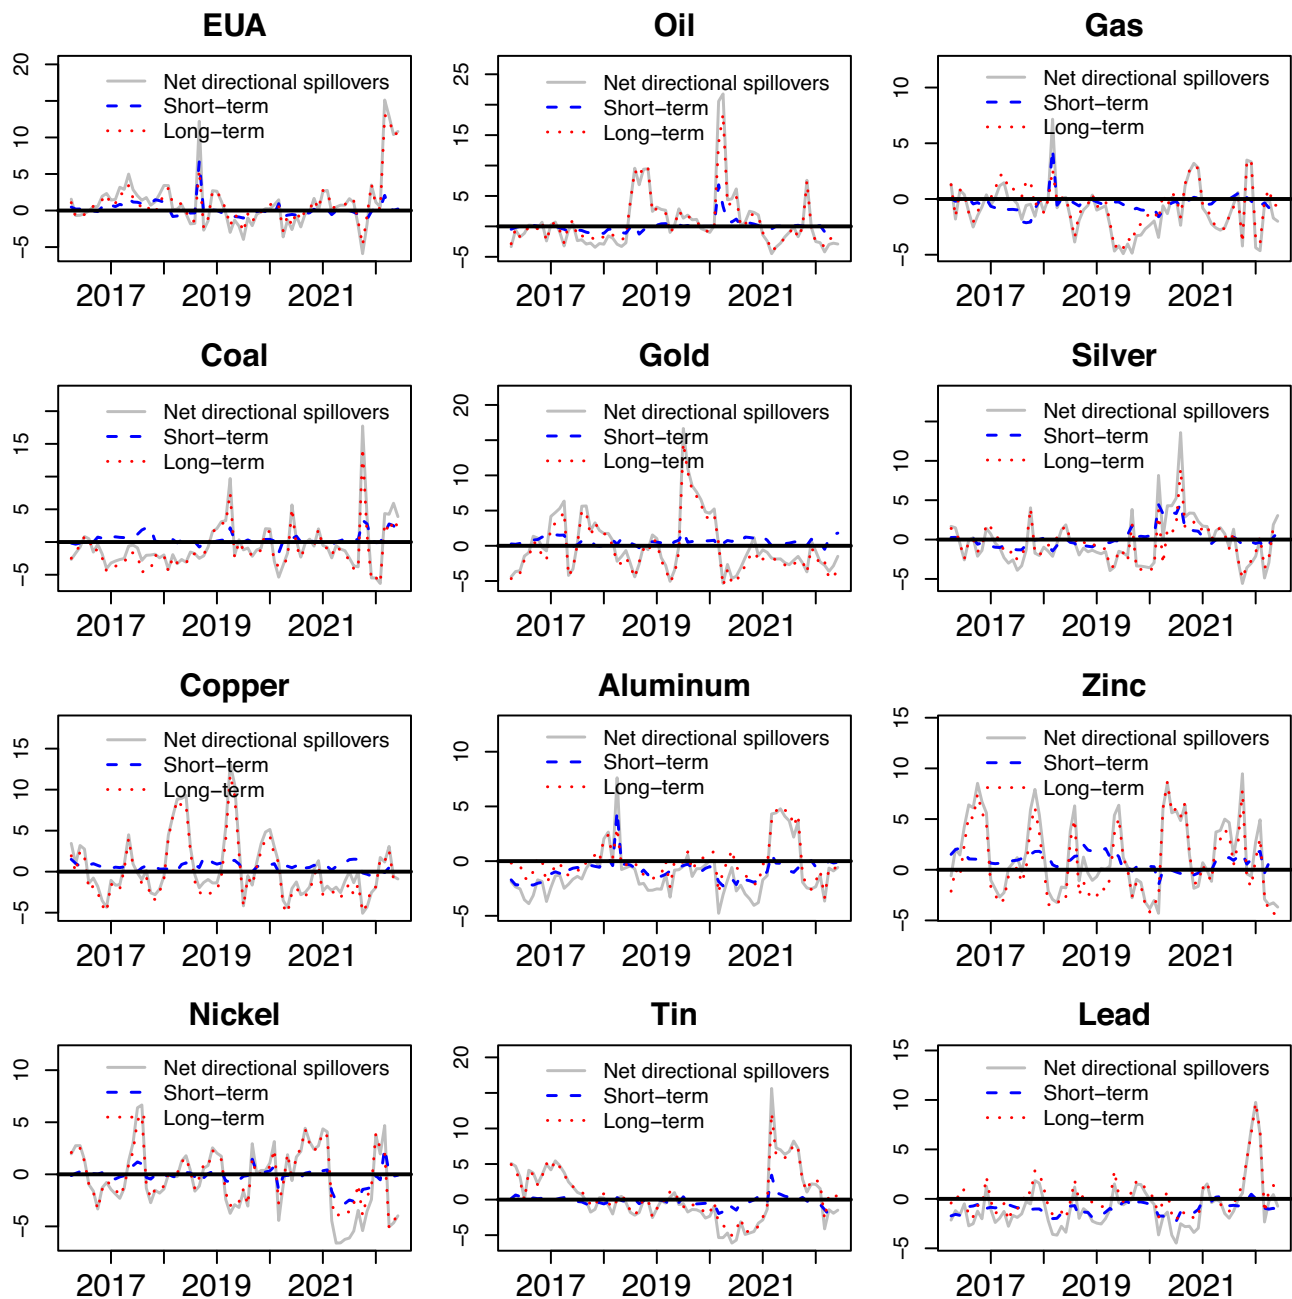 EUA
20
10
5
0
−5
Net directional spillovers
Short−term
Long−term
2017 2019 2021
Oil
25
15
5
−5
Net directional spillovers
Short−term
Long−term
2017 2019 2021
Gas
10
5
0
−5
Net directional spillovers
Short−term
Long−term
2017 2019 2021
Coal
15
5
−5
Net directional spillovers
Short−term
Long−term
2017 2019 2021
Gold
20
10
5
0
−5
Net directional spillovers
Short−term
Long−term
2017 2019 2021
Silver
10
5
0
−5
Net directional spillovers
Short−term
Long−term
2017 2019 2021
Copper
15
10
5
0
−5
Net directional spillovers
Short−term
Long−term
2017 2019 2021
Aluminum
10
5
0
−5
Net directional spillovers
Short−term
Long−term
2017 2019 2021
Zinc
15
10
5
0
−5
Net directional spillovers
Short−term
Long−term
2017 2019 2021
Nickel
10
5
0
−5
Net directional spillovers
Short−term
Long−term
2017 2019 2021
Tin
20
10
5
0
−5
Net directional spillovers
Short−term
Long−term
2017 2019 2021
Lead
15
10
5
0
−5
Net directional spillovers
Short−term
Long−term
2017 2019 2021